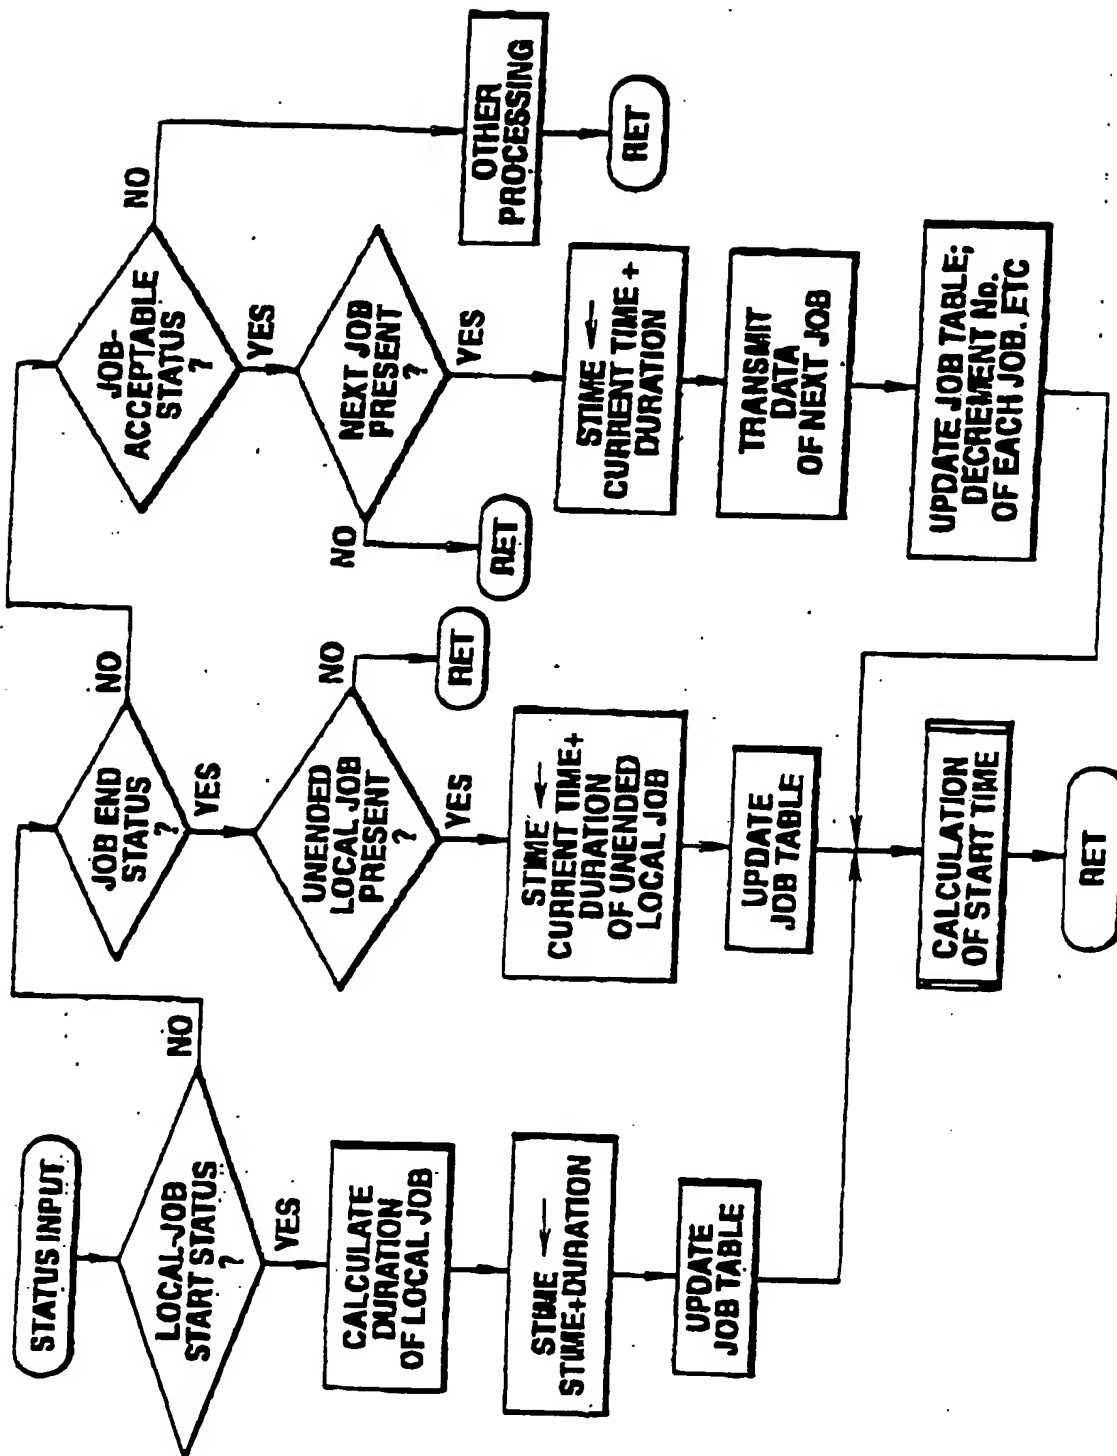 STATUS INPUT
LOCAL-JOB
START STATUS
?
NO
YES
CALCULATE
DURATION
OF LOCAL JOB
STIME ←
STIME+DURATION
UPDATE
JOB TABLE
JOB END
STATUS
?
NO
YES
UNENDED
LOCAL JOB
PRESENT
?
NO
RET
YES
STIME ←
CURRENT TIME+
DURATION
OF UNENDED
LOCAL JOB
UPDATE
JOB TABLE
CALCULATION
OF START TIME
RET
JOB-
ACCEPTABLE
STATUS
?
NO
OTHER
PROCESSING
RET
YES
NEXT JOB
PRESENT
?
NO
RET
YES
STIME ←
CURRENT TIME+
DURATION
TRANSMIT
DATA
OF NEXT JOB
UPDATE JOB TABLE;
DECREMENT No.
OF EACH JOB. ETC